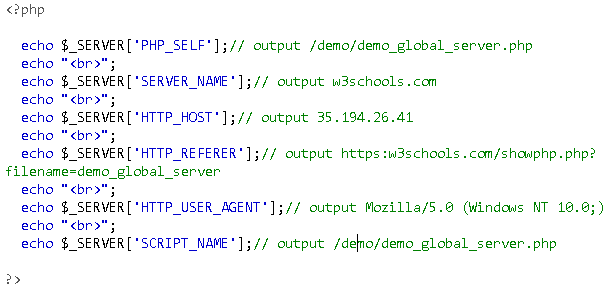 <?php
echo $_SERVER['PHP_SELF'];// output /demo/demo_global_server.php
echo "<br>";
echo $_SERVER['SERVER_NAME'];// output w3schools.com
echo "<br>";
echo $_SERVER['HTTP_HOST'];// output 35.194.26.41
echo "<br>";
echo $_SERVER['HTTP_REFERER'];// output https:w3schools.com/showphp.php?
filename=demo_global_server
echo "<br>";
echo $_SERVER['HTTP_USER_AGENT'];// output Mozilla/5.0 (Windows NT 10.0;)
echo "<br>";
echo $_SERVER['SCRIPT_NAME'];// output /demo/demo_global_server.php
?>